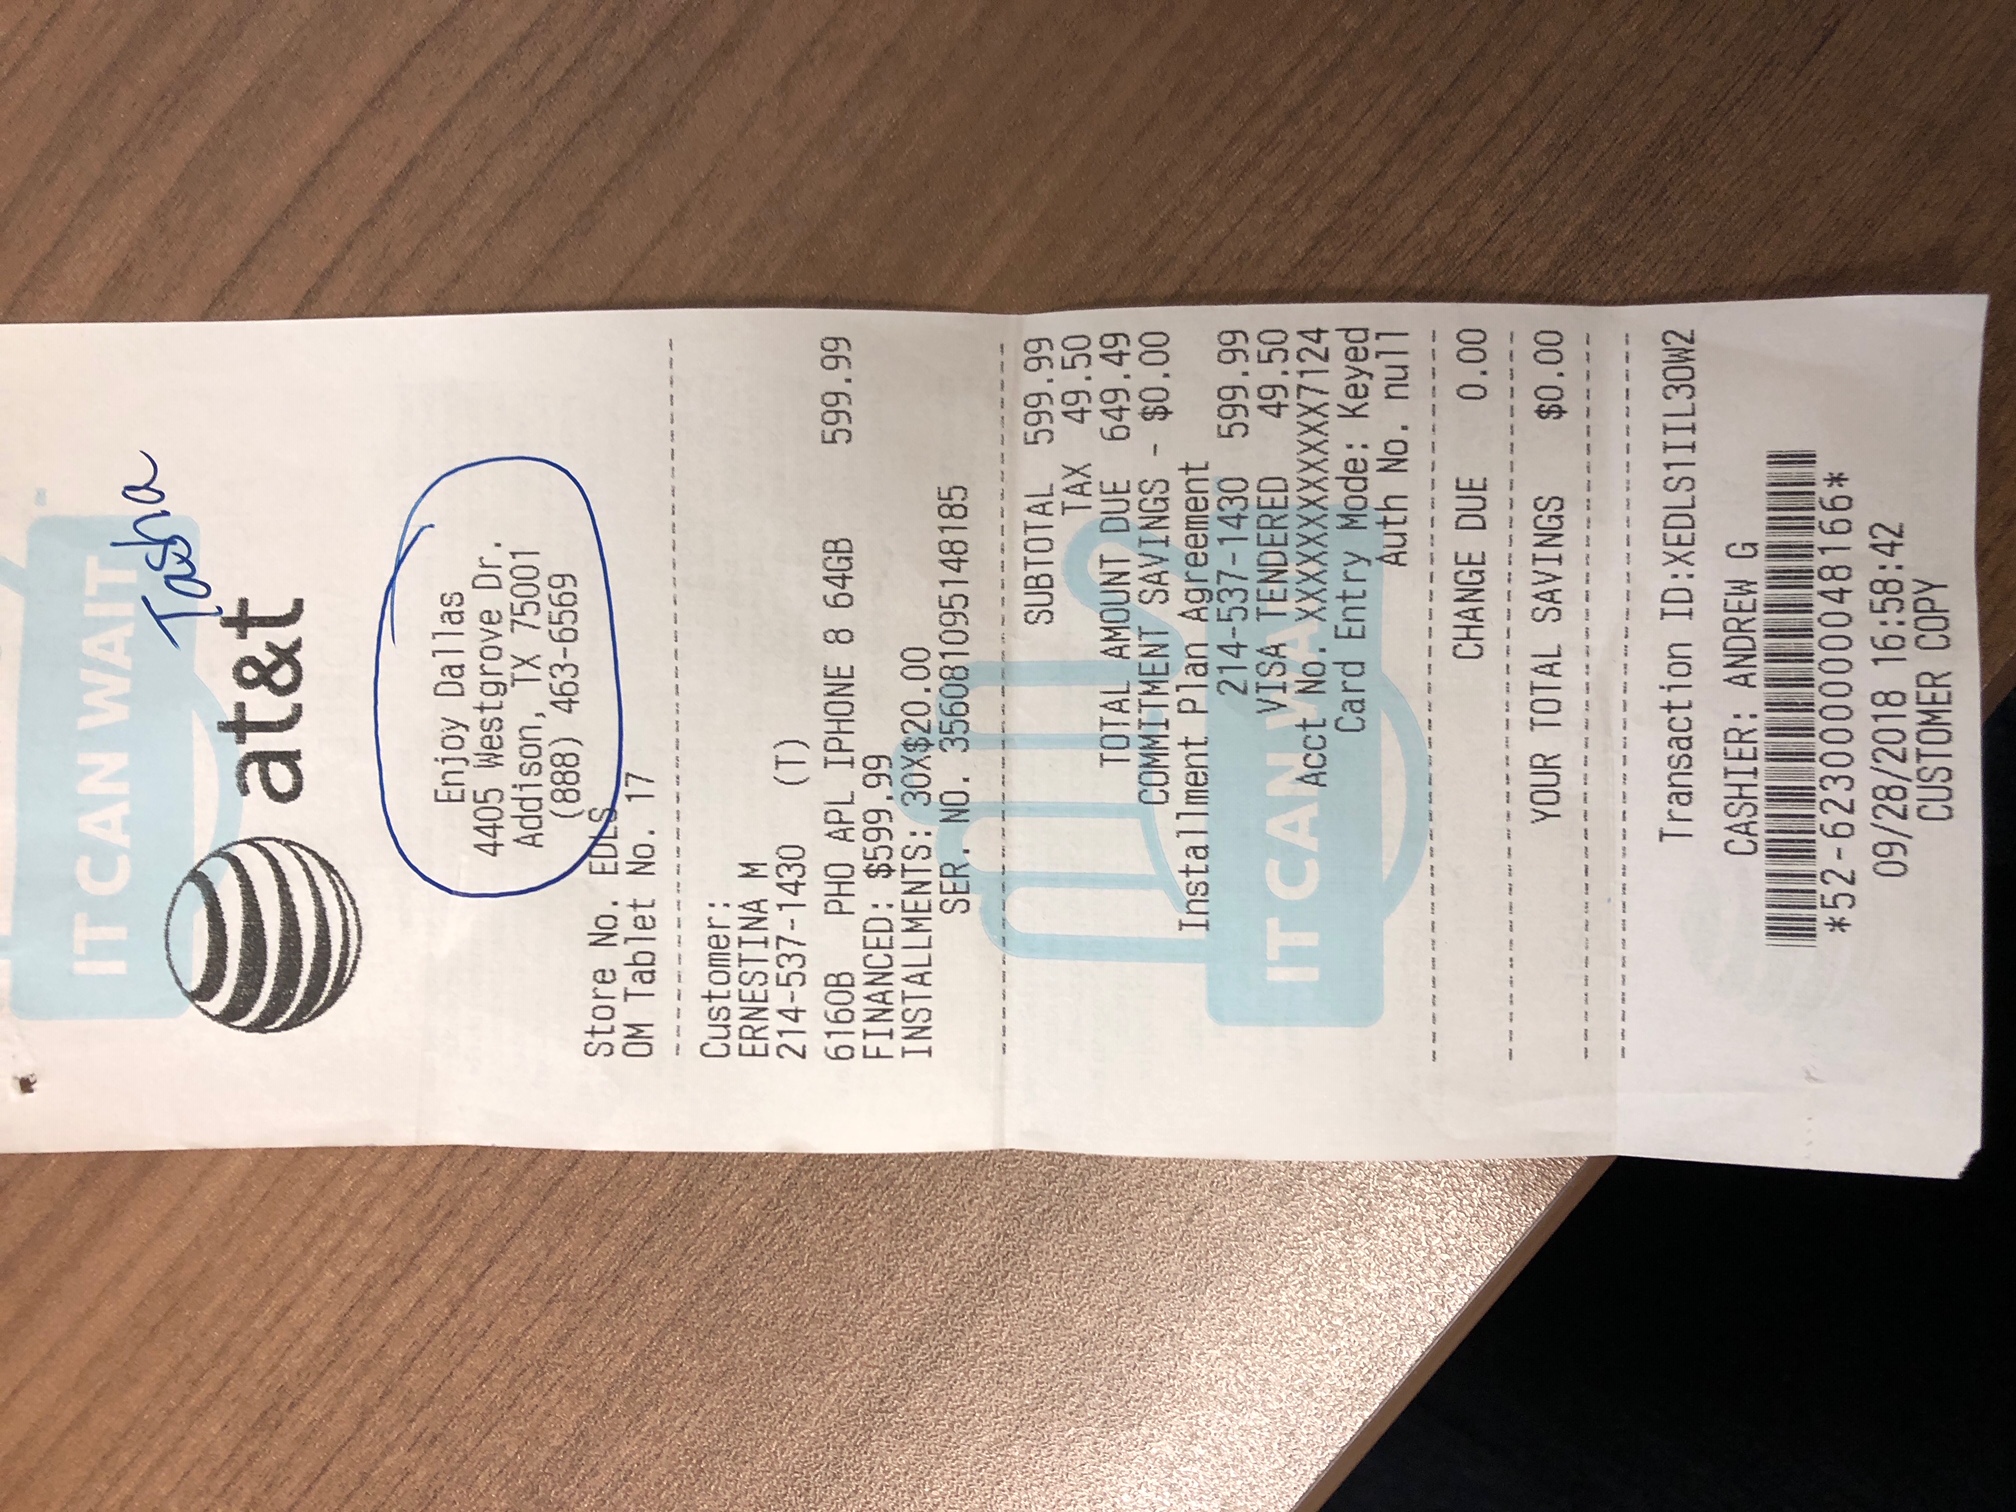 IT CAN WAIT
Tasha
at&t
Enjoy Dallas
4405 Westgrove Dr.
Addison, TX 75001
(888) 463-6569
Store No. EDLS
OM Tablet No. 17
Customer:
ERNESTINA M
214-537-1430 (T)
6160B PHO APL IPHONE 8 64GB 599.99
FINANCED: $599.99
INSTALLMENTS: 30X$20.00
SER. NO. 356081095148185
SUBTOTAL 599.99
TAX 49.50
TOTAL AMOUNT DUE 649.49
COMMITMENT SAVINGS - $0.00
Installment Plan Agreement
214-537-1430 599.99
VISA TENDERED 49.50
Acct No. XXXXXXXXXXXX7124
Card Entry Mode: Keyed
Auth No. null
IT CAN WAI
CHANGE DUE 0.00
YOUR TOTAL SAVINGS $0.00
Transaction ID:XEDLS1IIL30W2
CASHIER: ANDREW G
*52-6230000000048166*
09/28/2018 16:58:42
CUSTOMER COPY